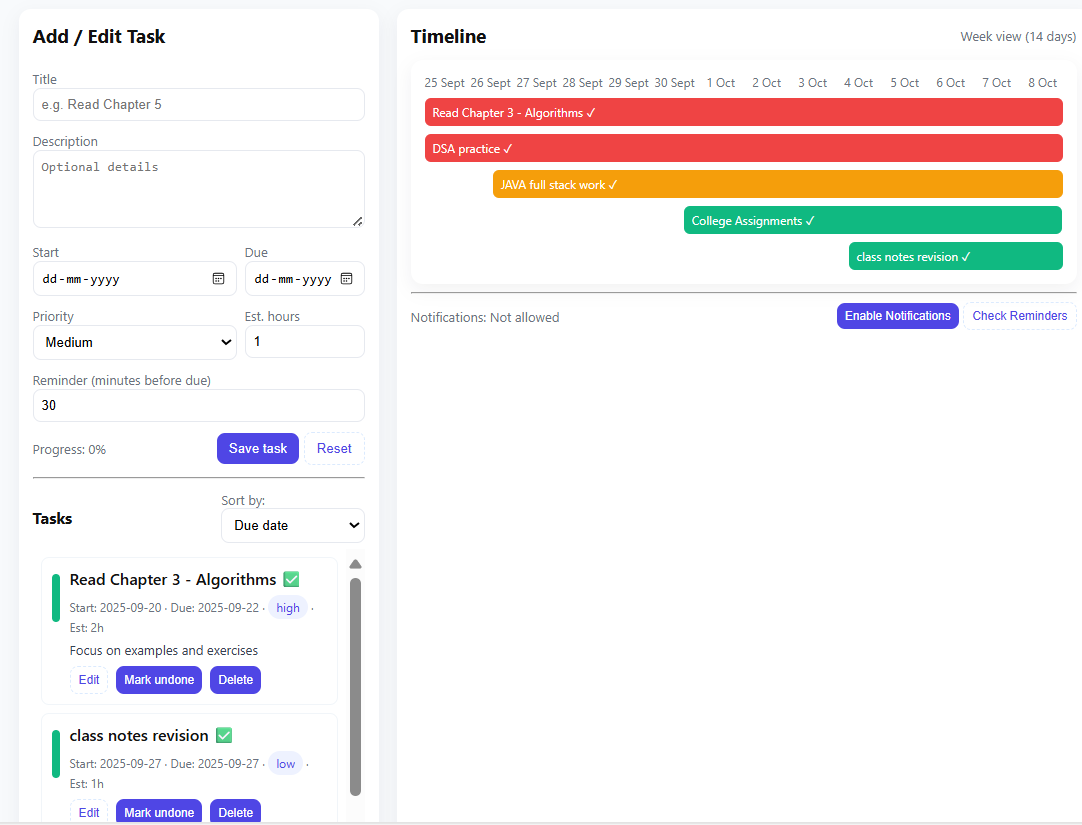 Add / Edit Task
Title
e.g. Read Chapter 5
Description
Optional details
Start
Due
dd-mm-yyyy
dd-mm-yyyy
Priority
Est. hours
Medium
1
Reminder (minutes before due)
30
Progress: 0%
Save task
Reset
Tasks
Sort by:
Due date
Read Chapter 3 - Algorithms ✅
Start: 2025-09-20 · Due: 2025-09-22 · high ·
Est: 2h
Focus on examples and exercises
Edit
Mark undone
Delete
class notes revision ✅
Start: 2025-09-27 · Due: 2025-09-27 · low ·
Est: 1h
Edit
Mark undone
Delete
Timeline
Week view (14 days)
25 Sept 26 Sept 27 Sept 28 Sept 29 Sept 30 Sept 1 Oct 2 Oct 3 Oct 4 Oct 5 Oct 6 Oct 7 Oct 8 Oct
Read Chapter 3 - Algorithms ✓
DSA practice ✓
JAVA full stack work ✓
College Assignments ✓
class notes revision ✓
Notifications: Not allowed
Enable Notifications
Check Reminders